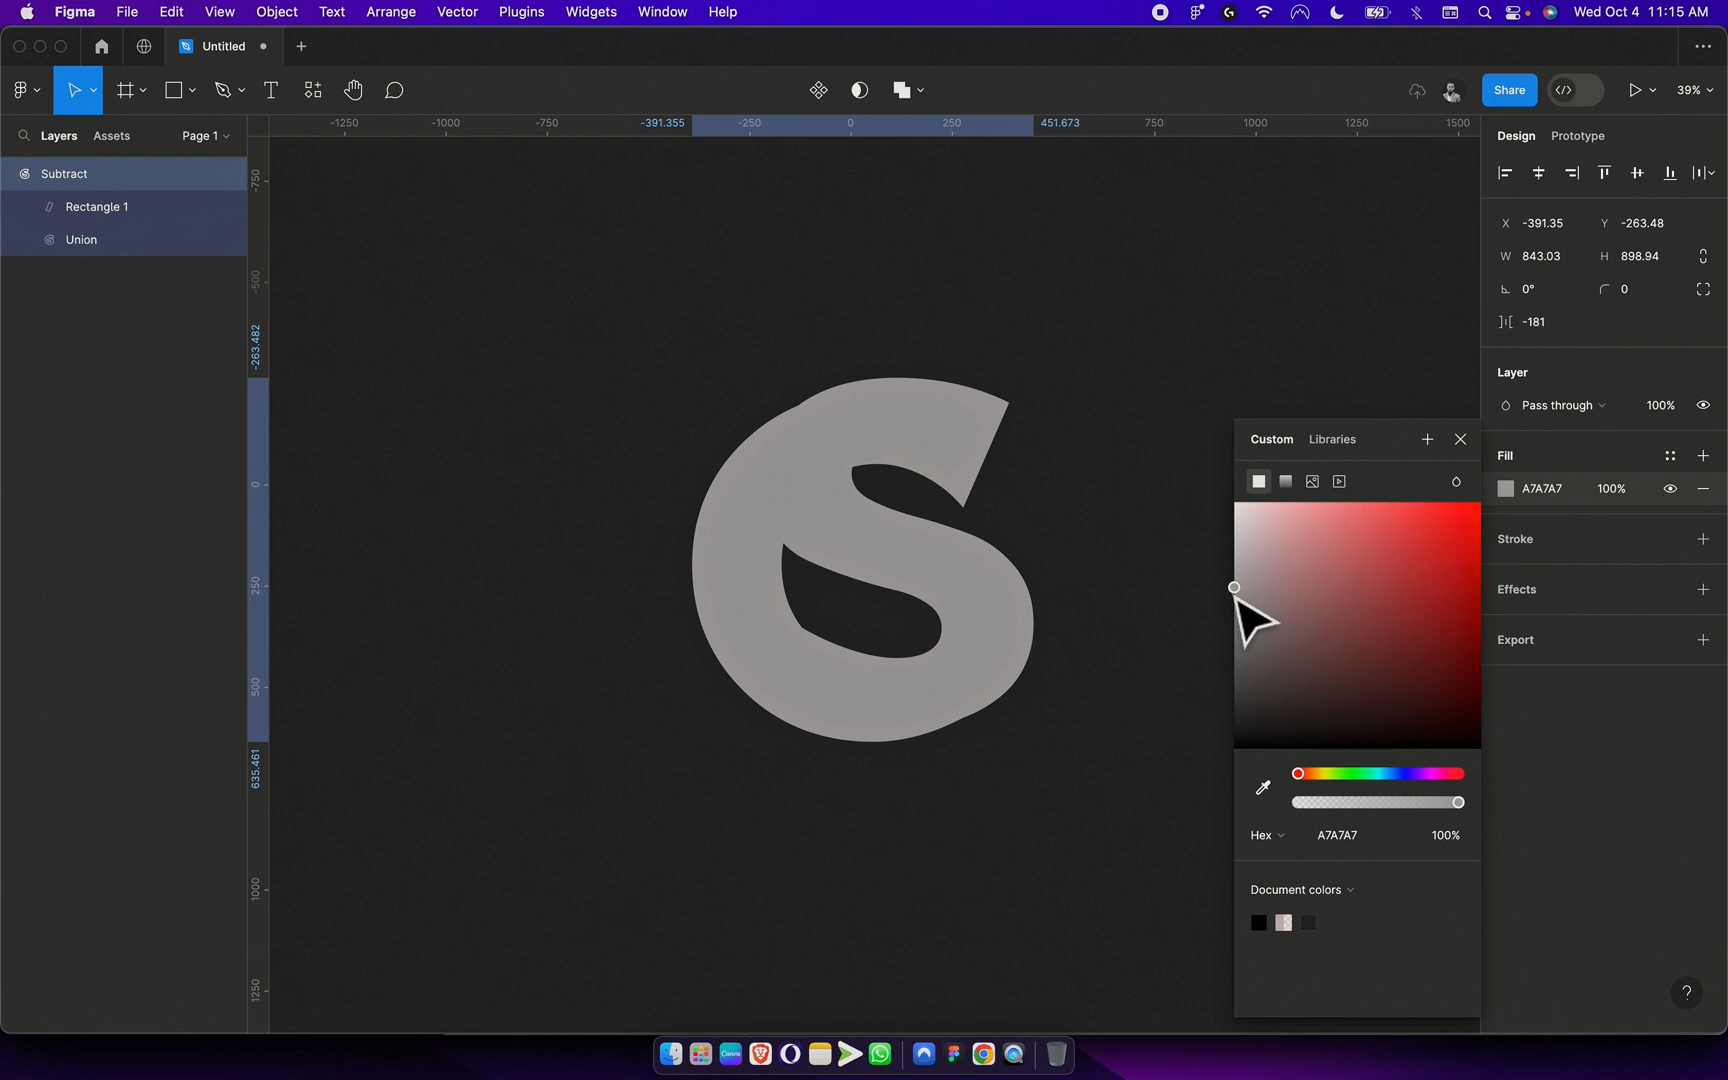 Figma File Edit View Object Text Arrange Vector Plugins Widgets Window Help Wed Oct 4 11:15 AM
Untitled
Share 39%
Layers Assets Page 1
-1250 -1000 -750 -391.355 -250 0 250 451.673 750 1000 1250 1500
Design Prototype
Subtract
Rectangle 1
Union
-750
-500
-263.482
0
250
500
635.461
1000
1250
X -391.35 Y -263.48
W 843.03 H 898.94
0° 0
-181
Layer
Pass through 100%
Fill
A7A7A7 100%
Stroke
Effects
Export
Custom Libraries
Hex A7A7A7 100%
Document colors
?
Canva